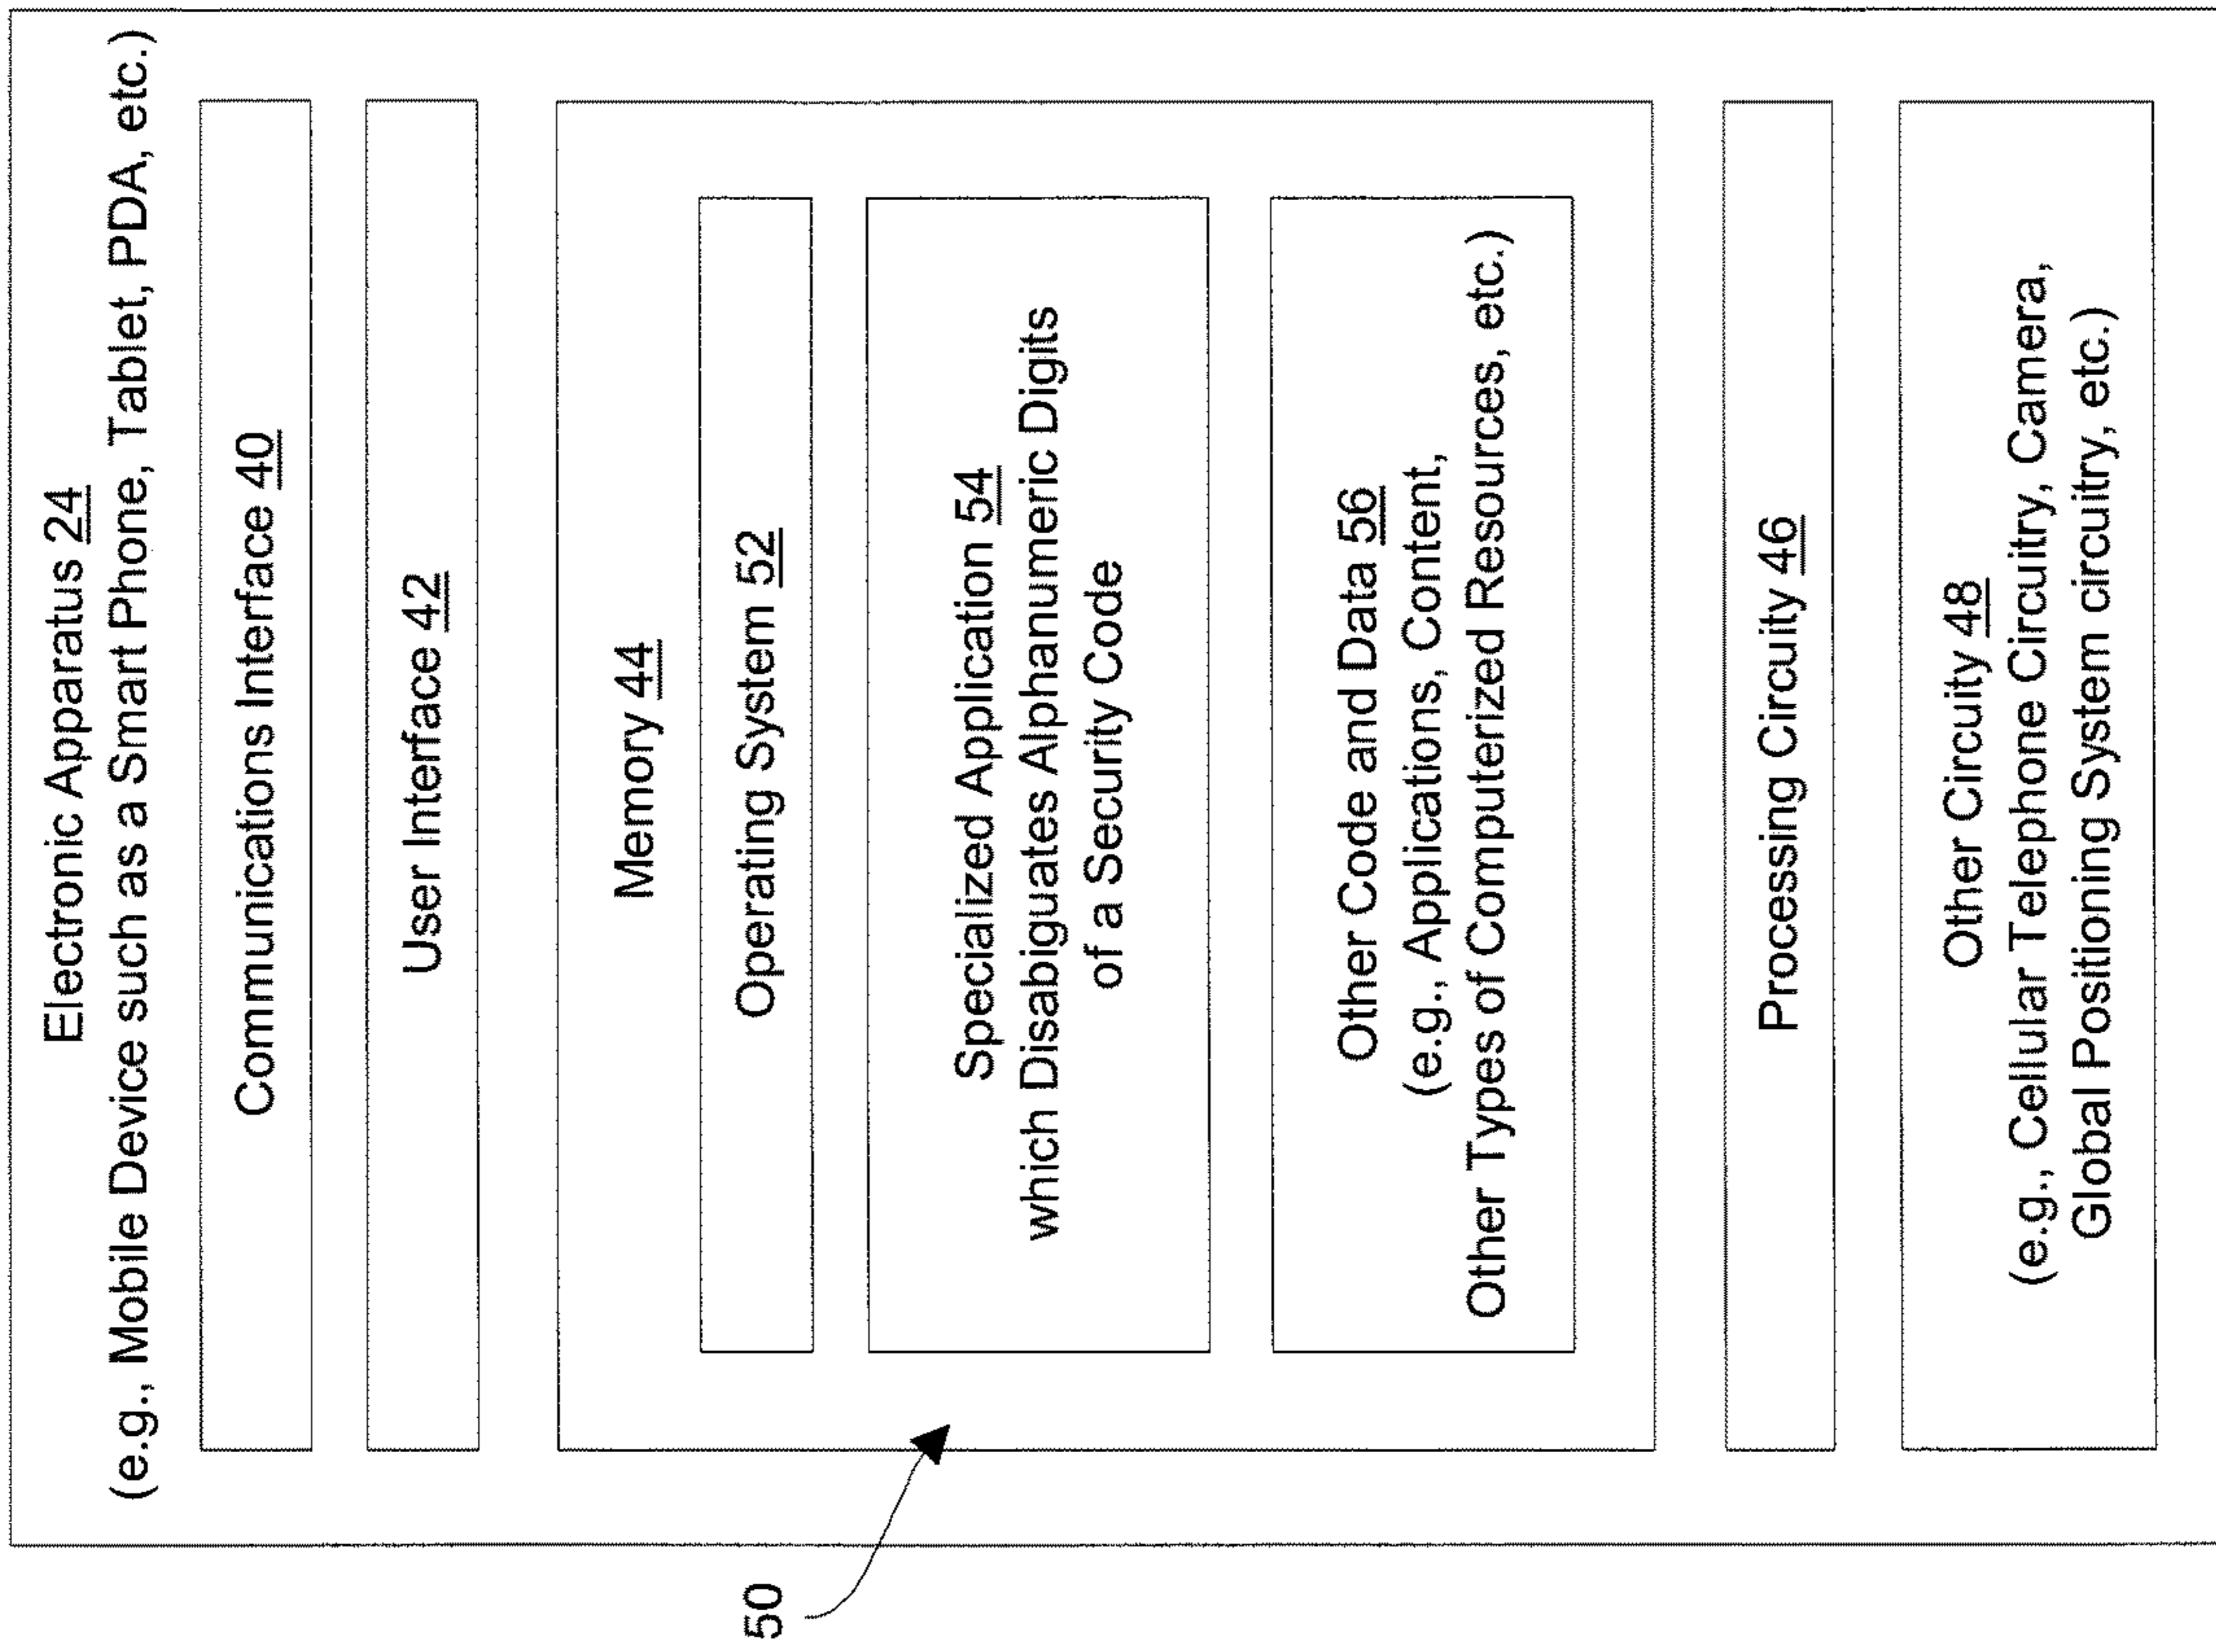 Electronic Apparatus 24
(e.g., Mobile Device such as a Smart Phone, Tablet, PDA, etc.)
Communications Interface 40
User Interface 42
Memory 44
Operating System 52
Specialized Application 54
which Disabiguates Alphanumeric Digits
of a Security Code
Other Code and Data 56
(e.g., Applications, Content,
Other Types of Computerized Resources, etc.)
Processing Circuity 46
Other Circuity 48
(e.g., Cellular Telephone Circuitry, Camera,
Global Positioning System circuitry, etc.)
50